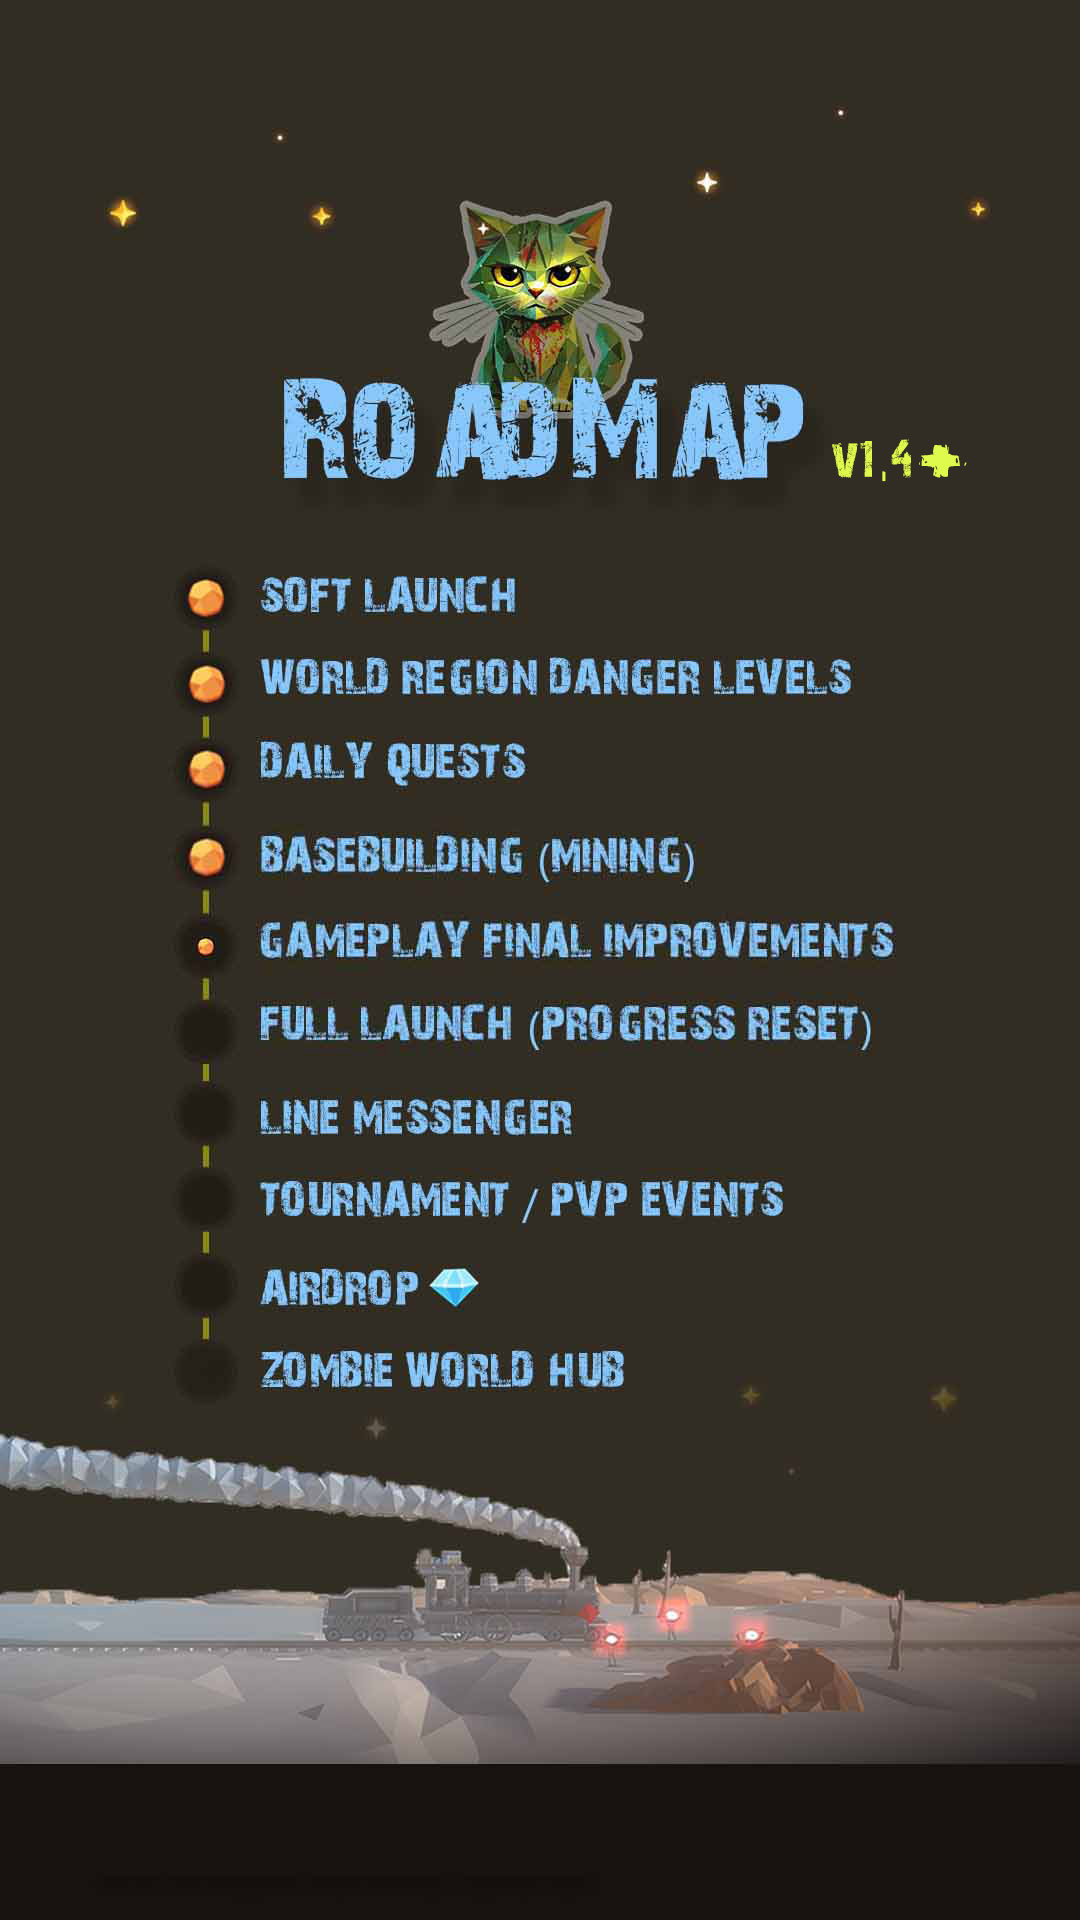 ROADMAP
V1,4+
SOFT LAUNCH
WORLD REGION DANGER LEVELS
DAILY QUESTS
BASEBUILDING (MINING)
GAMEPLAY FINAL IMPROVEMENTS
FULL LAUNCH (PROGRESS RESET)
LINE MESSENGER
TOURNAMENT / PVP EVENTS
AIRDROP 💎
ZOMBIE WORLD HUB